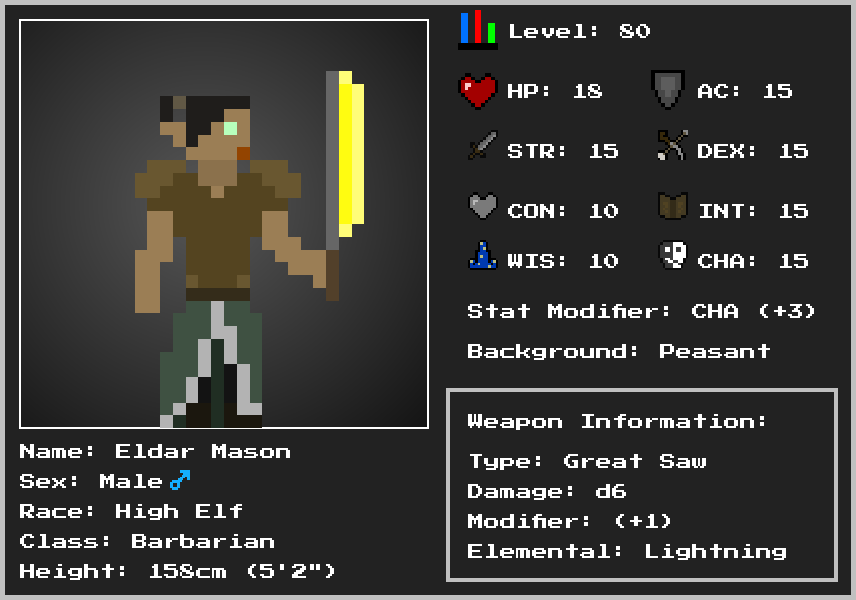 Level: 80
HP: 18
AC: 15
STR: 15
DEX: 15
CON: 10
INT: 15
WIS: 10
CHA: 15
Stat Modifier: CHA (+3)
Background: Peasant
Name: Eldar Mason
Sex: Male♂
Race: High Elf
Class: Barbarian
Height: 158cm (5'2")
Weapon Information:
Type: Great Saw
Damage: d6
Modifier: (+1)
Elemental: Lightning